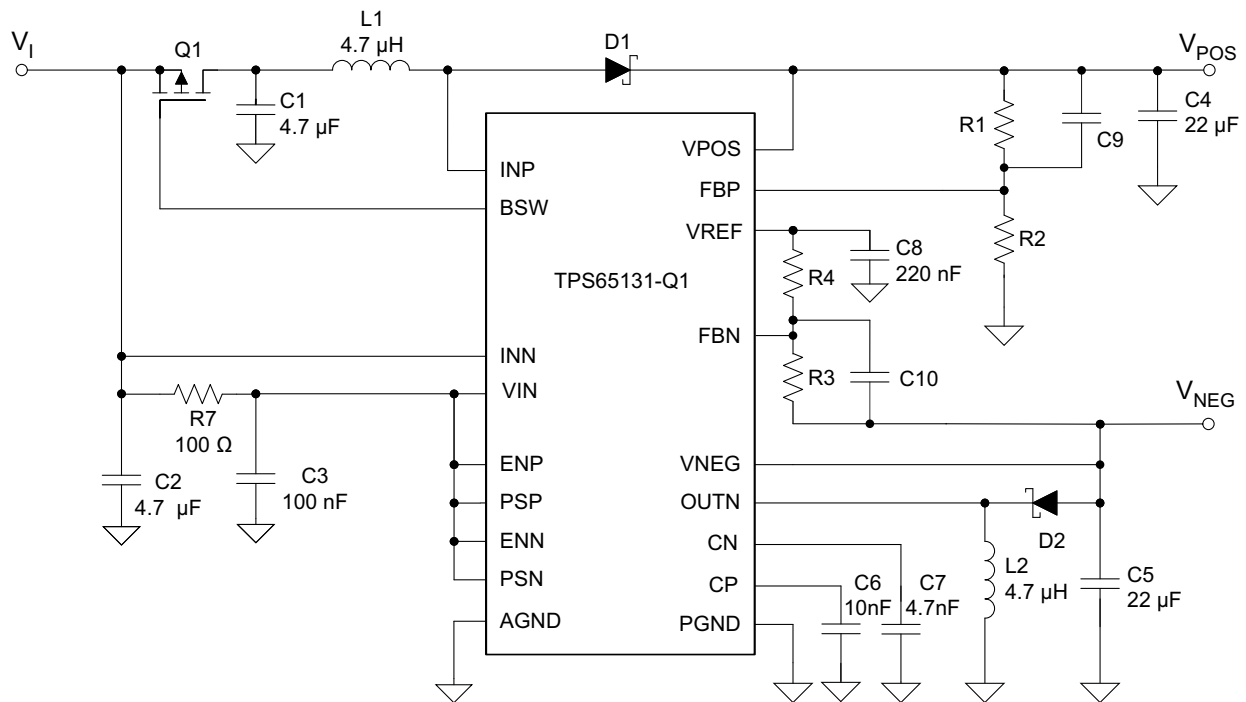 V_I
Q1
L1
4.7 µH
D1
V_POS
C1
4.7 µF
R1
C9
C4
22 µF
R2
INP
BSW
INN
VIN
ENP
PSP
ENN
PSN
AGND
TPS65131-Q1
VPOS
FBP
VREF
FBN
VNEG
OUTN
CN
CP
PGND
R4
C8
220 nF
R3
C10
V_NEG
R7
100 Ω
C2
4.7 µF
C3
100 nF
D2
C6
10nF
C7
4.7nF
L2
4.7 µH
C5
22 µF